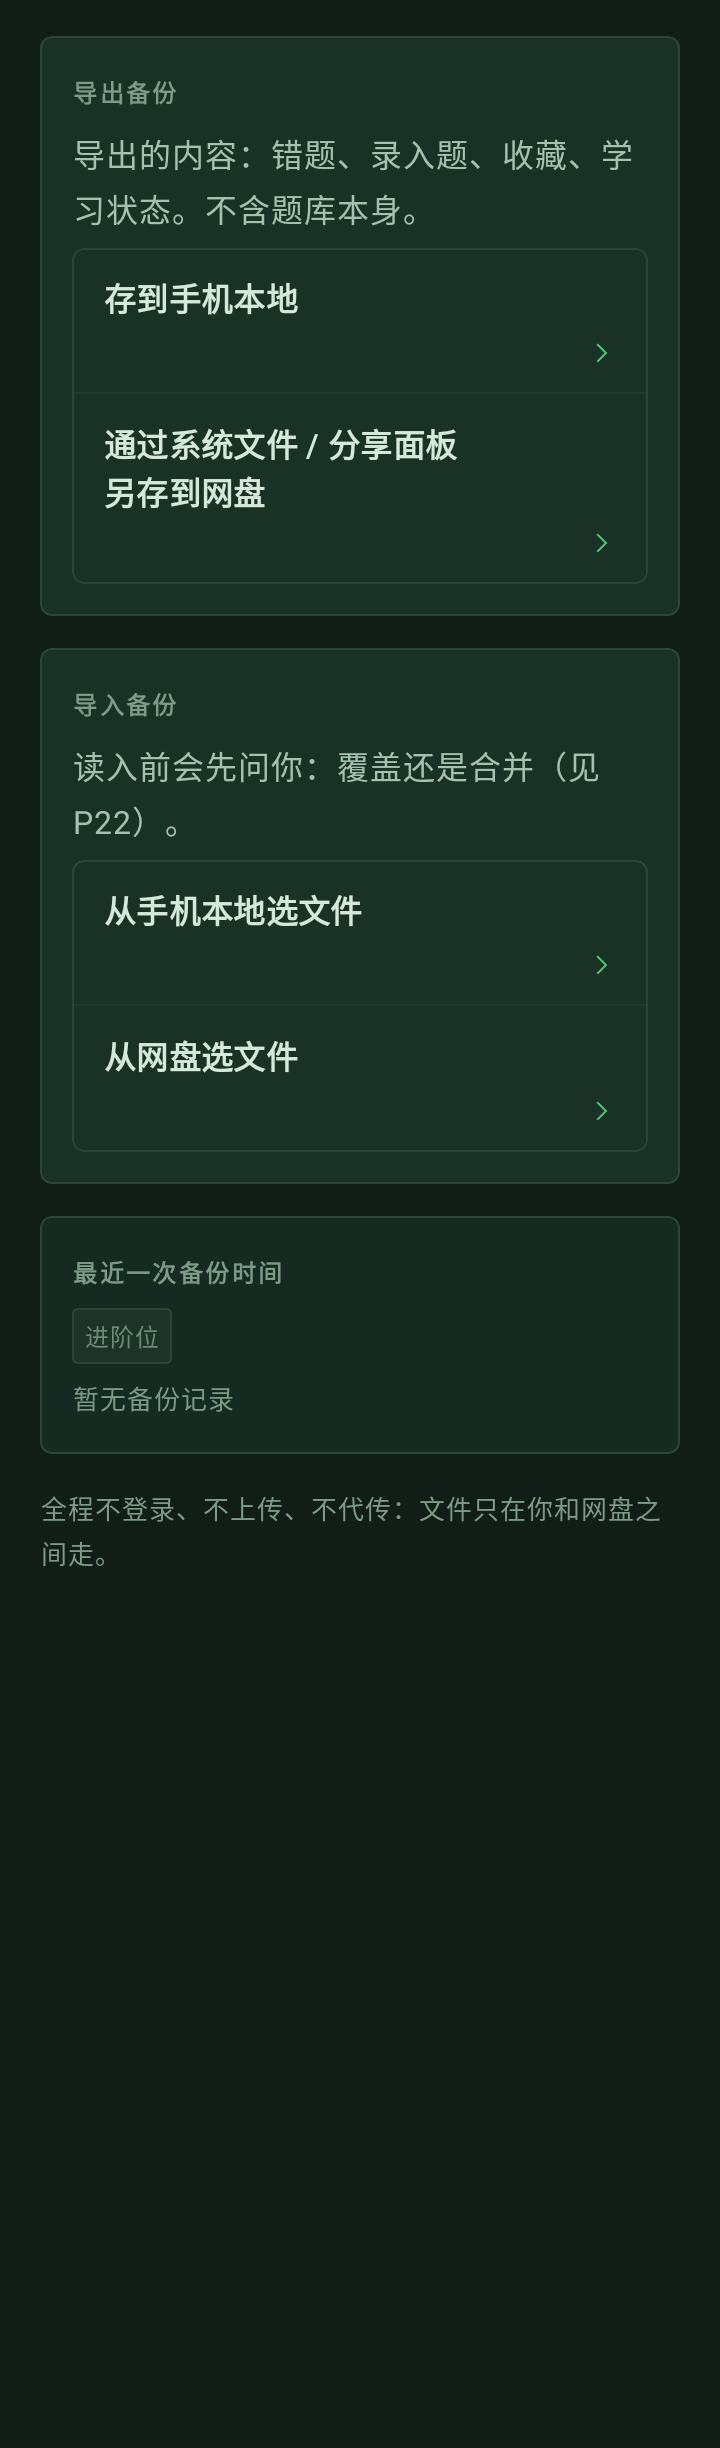 导出备份
导出的内容：错题、录入题、收藏、学
习状态。不含题库本身。
存到手机本地
通过系统文件 / 分享面板
另存到网盘
导入备份
读入前会先问你：覆盖还是合并（见
P22）。
从手机本地选文件
从网盘选文件
最近一次备份时间
进阶位
暂无备份记录
全程不登录、不上传、不代传：文件只在你和网盘之
间走。